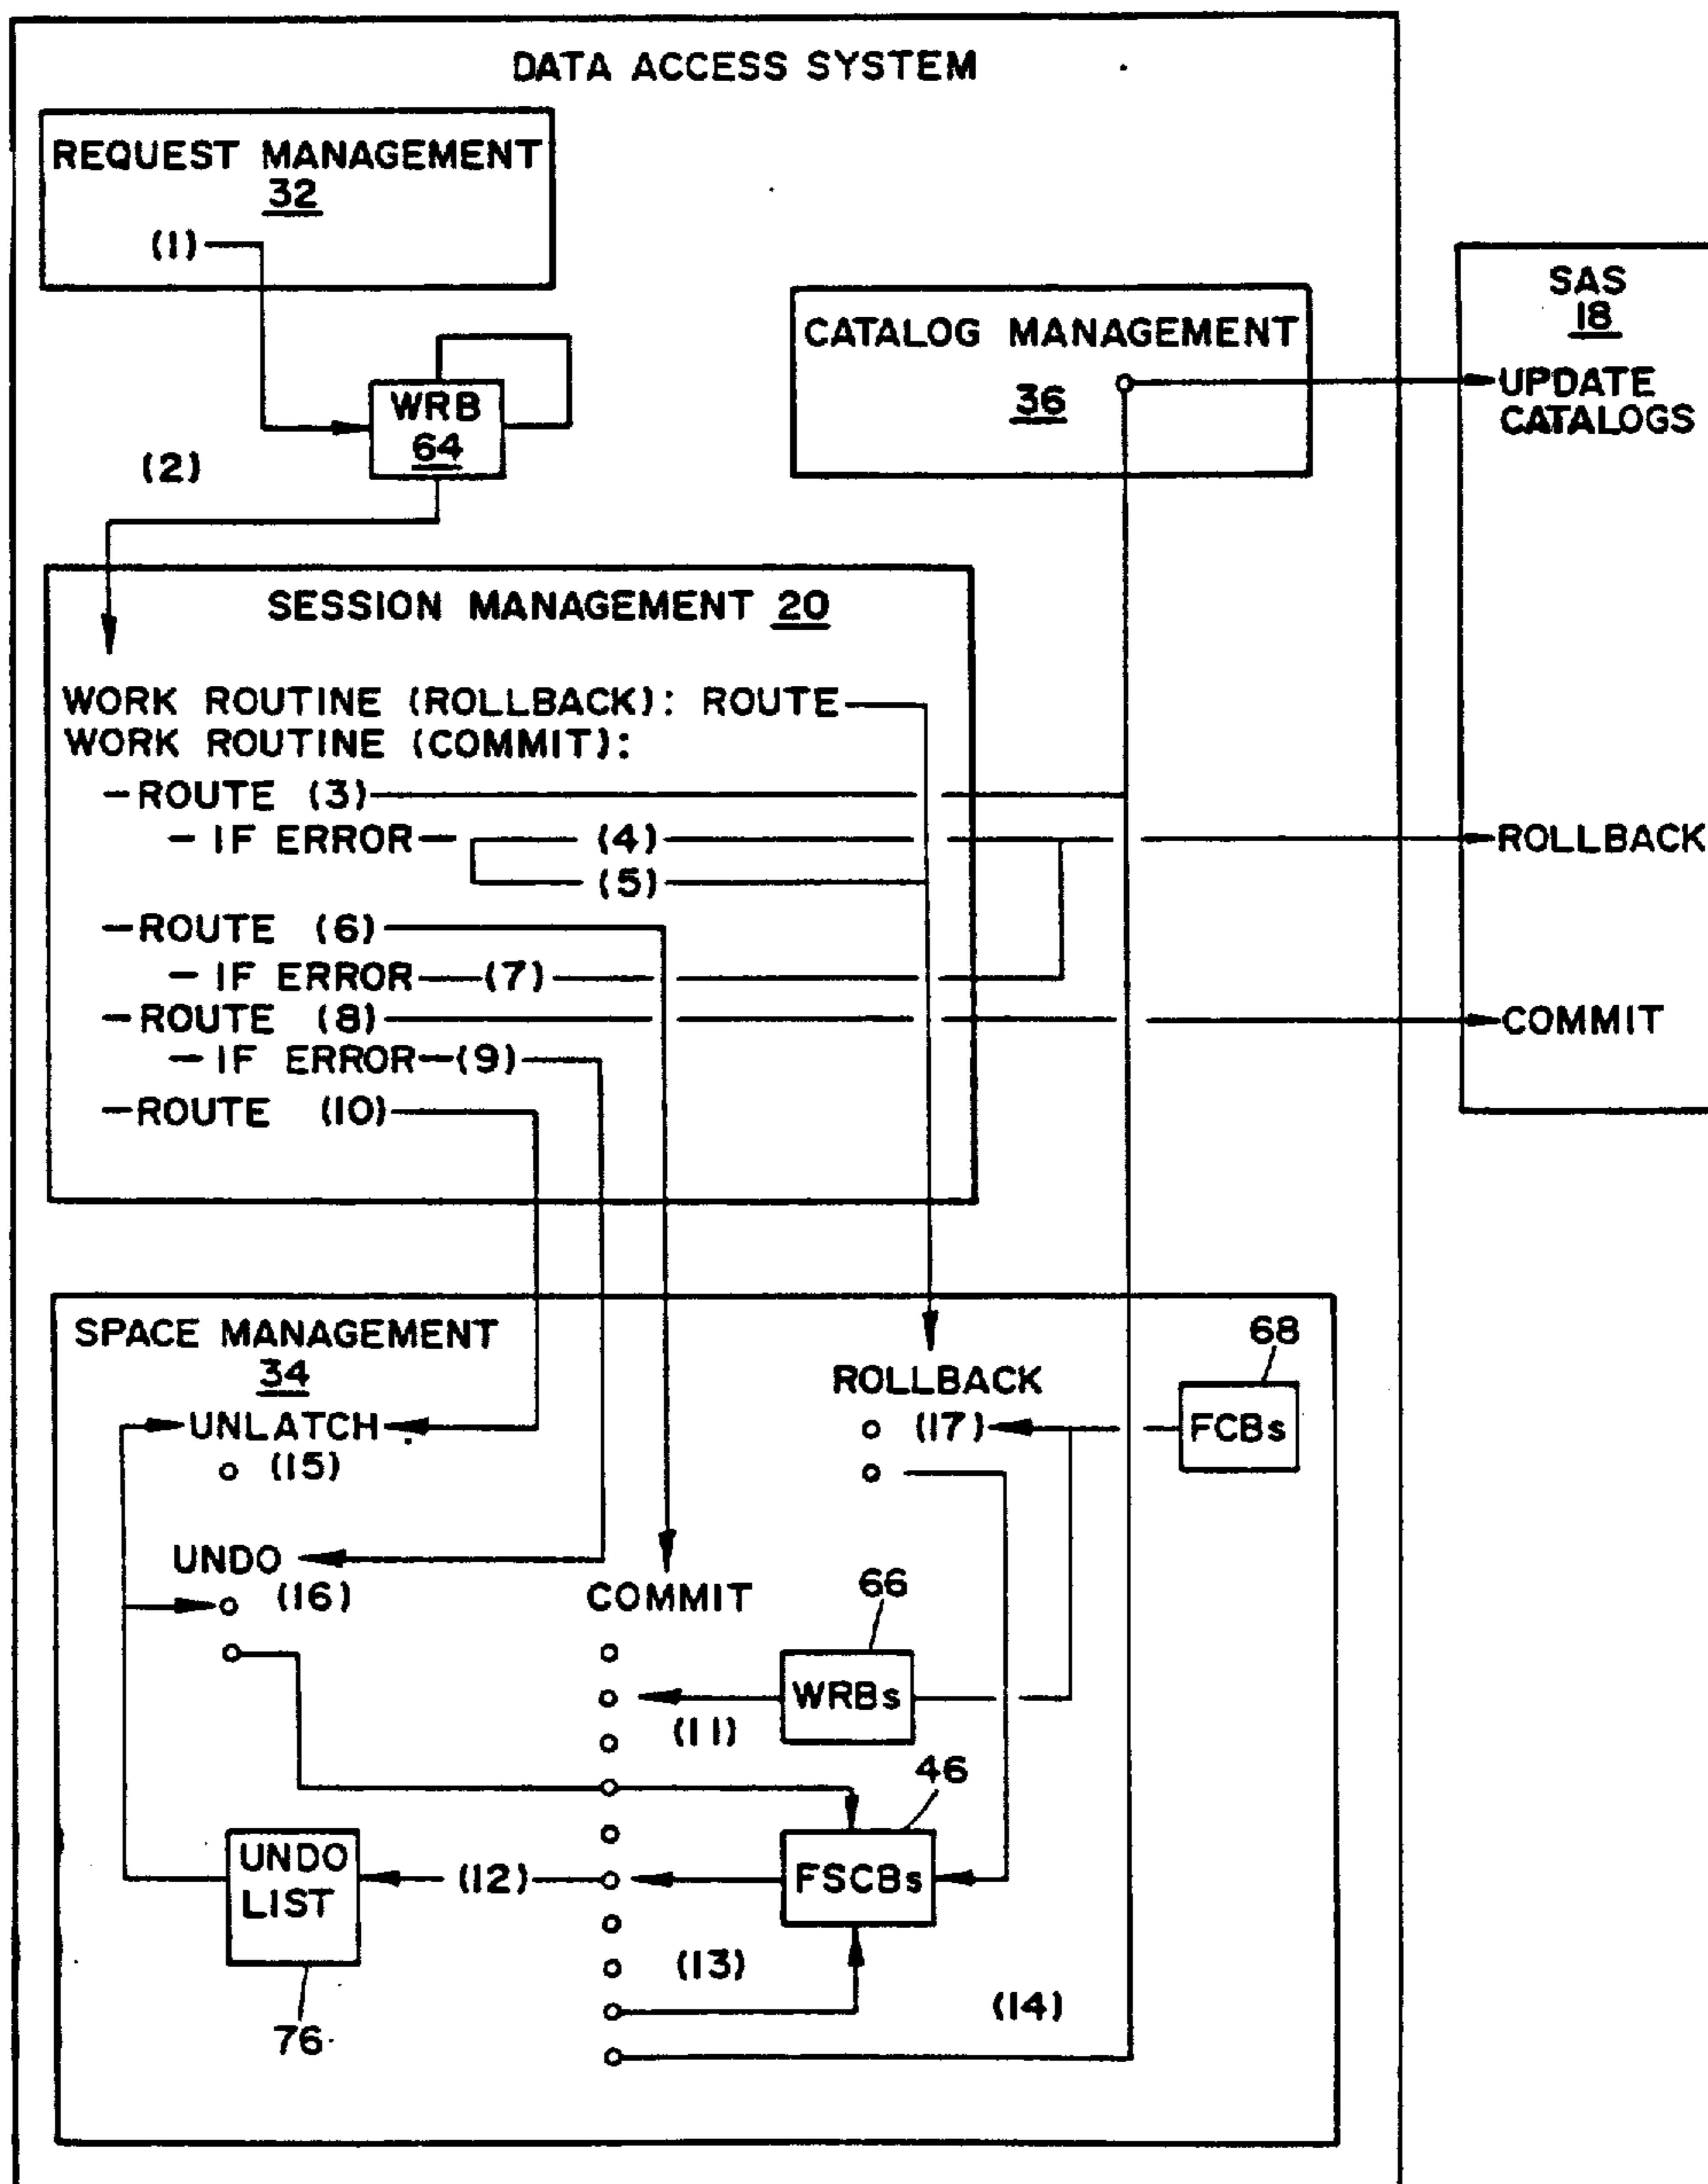 DATA ACCESS SYSTEM
REQUEST MANAGEMENT
32
(1)
WRB
64
(2)
CATALOG MANAGEMENT
36
SAS
18
UPDATE
CATALOGS
ROLLBACK
COMMIT
SESSION MANAGEMENT 20
WORK ROUTINE (ROLLBACK): ROUTE
WORK ROUTINE (COMMIT):
-ROUTE (3)
- IF ERROR
(4)
(5)
-ROUTE (6)
- IF ERROR (7)
-ROUTE (8)
- IF ERROR (9)
-ROUTE (10)
SPACE MANAGEMENT
34
UNLATCH
(15)
UNDO
(16)
COMMIT
ROLLBACK
(17)
68
FCBs
66
WRBs
(11)
46
FSCBs
(12)
UNDO
LIST
76
(13)
(14)